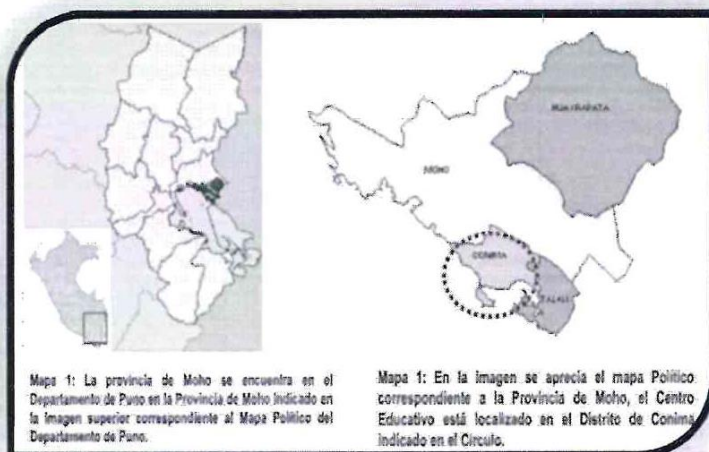 HUAYRAPATA
MOHO
CONIMA
TILALI
Mapa 1: La provincia de Moho se encuentra en el
Departamento de Puno en la Provincia de Moho indicado en
la imagen superior correspondiente al Mapa Político del
Departamento de Puno.
Mapa 1: En la imagen se aprecia el mapa Político
correspondiente a la Provincia de Moho, el Centro
Educativo está localizado en el Distrito de Conima
indicado en el Círculo.